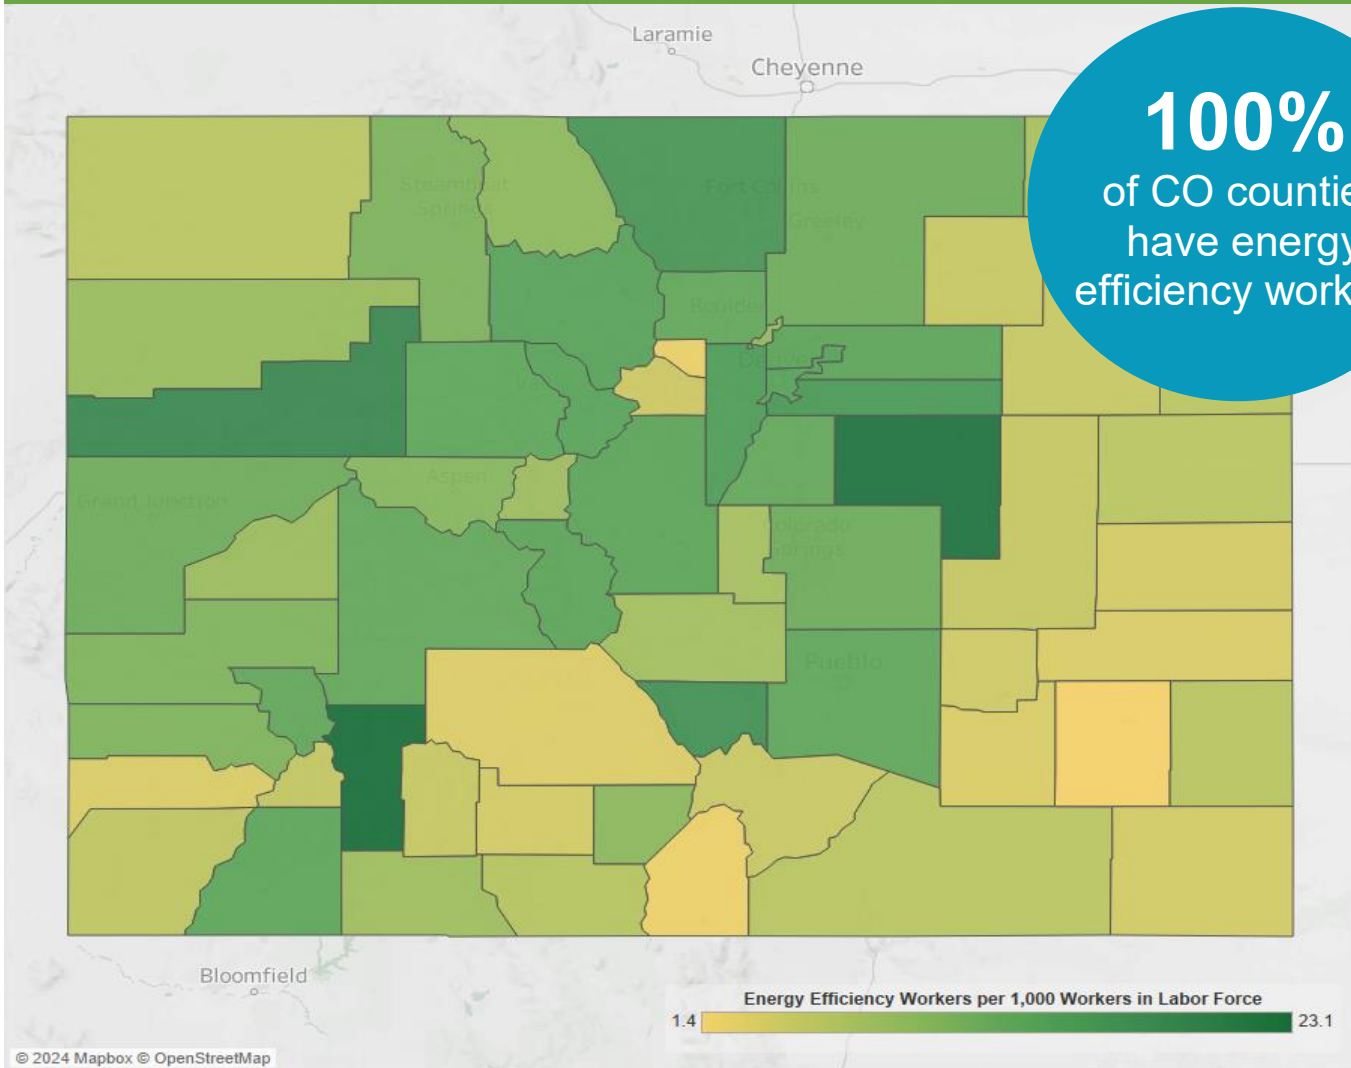 Laramie
Cheyenne
100%
of CO countie
have energy
efficiency work
Steamboat
Springs
Fort Collins
Greeley
Boulder
Denve
Va
Aspen
Grand Junction
Colorado
Springs
Pueblo
Bloomfield
Energy Efficiency Workers per 1,000 Workers in Labor Force
1.4
23.1
© 2024 Mapbox © OpenStreetMap